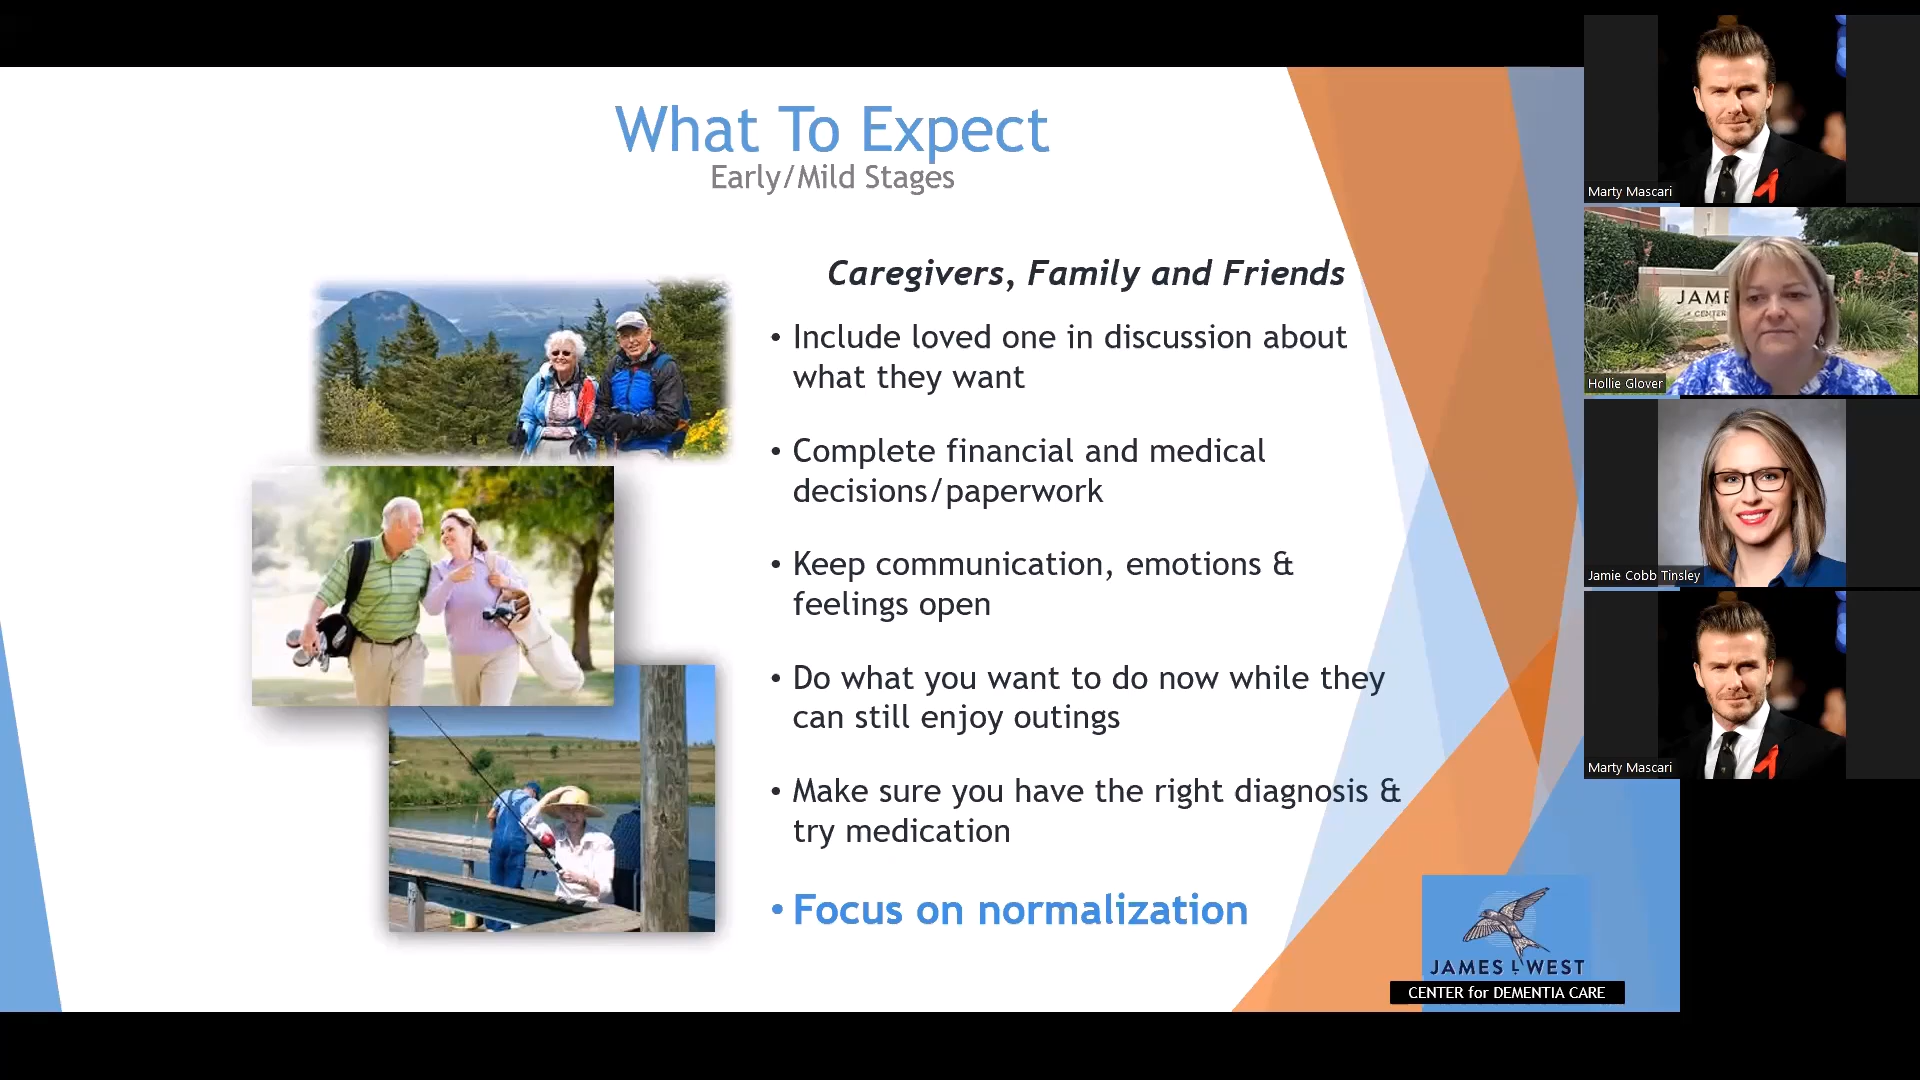 What To Expect
Early/Mild Stages
Caregivers, Family and Friends
• Include loved one in discussion about
what they want
• Complete financial and medical
decisions/paperwork
• Keep communication, emotions &
feelings open
• Do what you want to do now while they
can still enjoy outings
• Make sure you have the right diagnosis &
try medication
• Focus on normalization
JAMES L WEST
CENTER for DEMENTIA CARE
Marty Mascari
JAME
CENTER
Hollie Glover
Jamie Cobb Tinsley
Marty Mascari